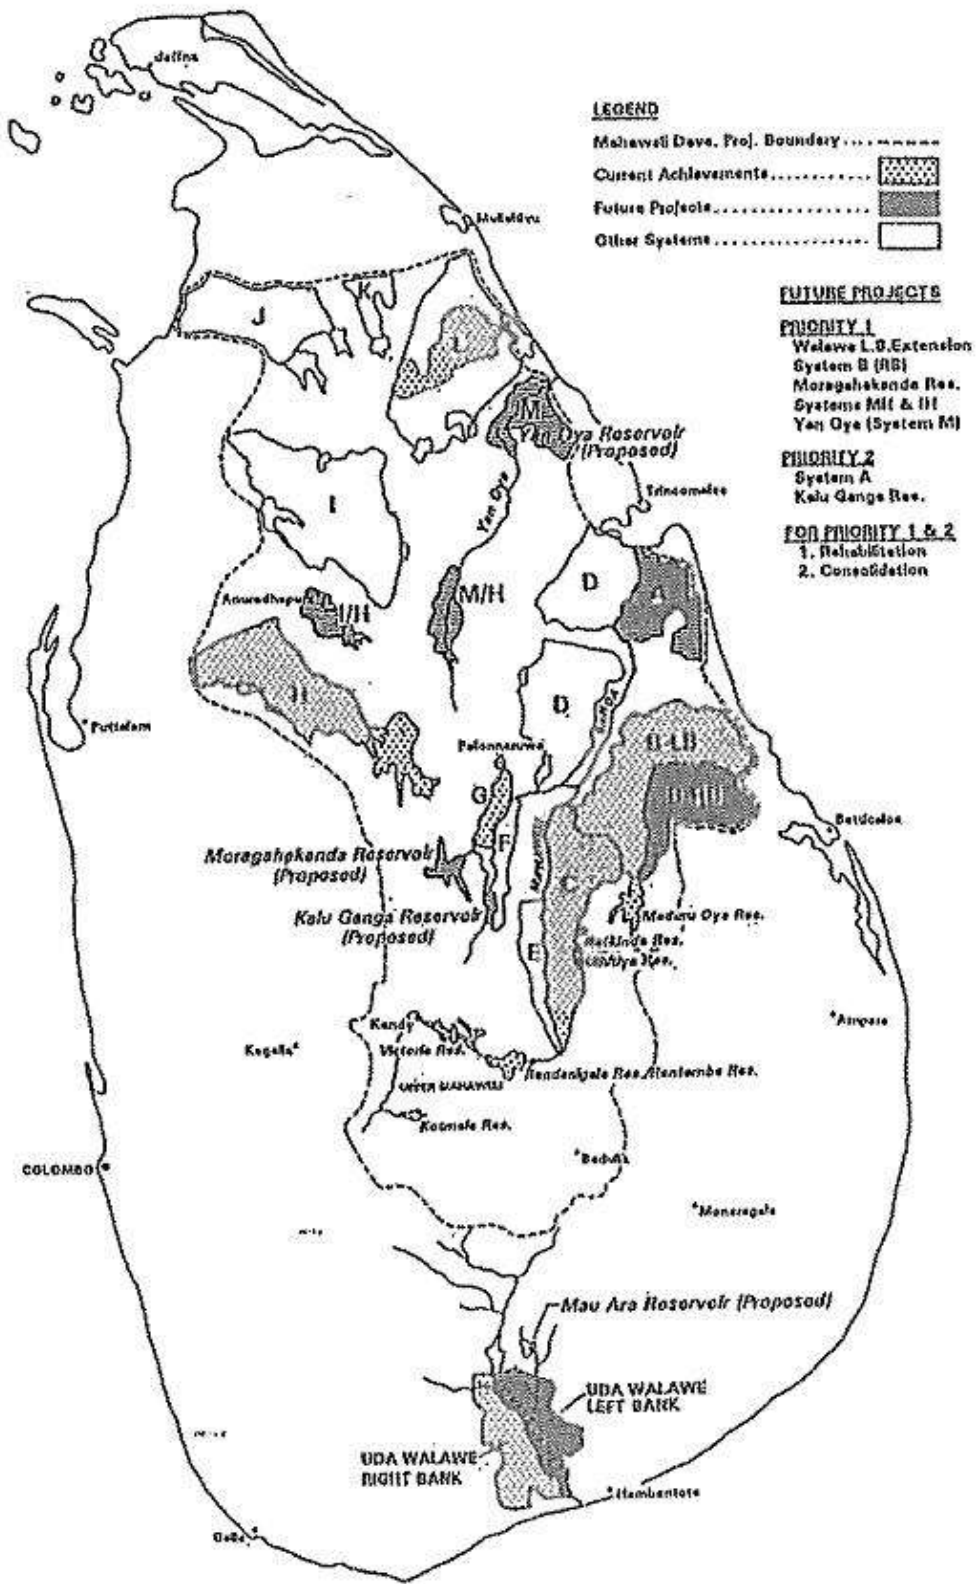 Jaffna
LEGEND
Mahaweli Deve. Proj. Boundary
Current Achievements
Future Projects
Other Systems
Mullaitivu
FUTURE PROJECTS
PRIORITY 1
Walawe L.B.Extension
System B (RB)
Moragahakanda Res.
Systems MH & IH
Yan Oya (System M)
PRIORITY 2
System A
Kalu Ganga Res.
FOR PRIORITY 1 & 2
1. Rehabilitation
2. Consolidation
K
J
L
M
Yan Oya Reservoir
(Proposed)
Yan Oya
Trincomalee
I
D
A
Anuradhapura
I/H
M/H
H
D
Puttalam
Polonnaruwa
B-LB
G
F
Batticaloa
Moragahakanda Reservoir
(Proposed)
C
Kalu Ganga Reservoir
(Proposed)
E
Maduru Oya Res.
Ratkinda Res.
Ulhitiya Res.
Ampara
Kandy
Victoria Res.
Kegalle
Randenigala Res./Rantembe Res.
UPPER MAHAWELI
Kotmale Res.
COLOMBO
Badulla
Monaragala
Mau Ara Reservoir (Proposed)
UDA WALAWE
LEFT BANK
UDA WALAWE
RIGHT BANK
Hambantota
Galle